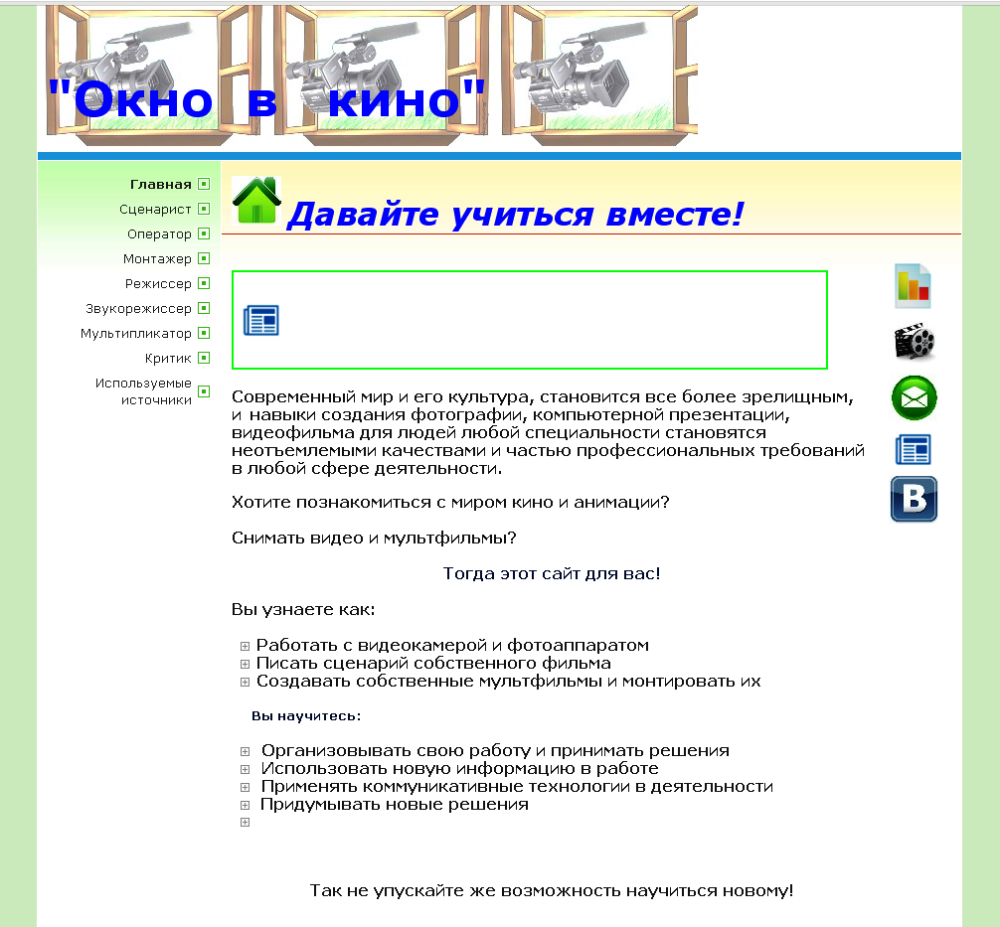 "Окно в кино"
Главная
Сценарист
Оператор
Монтажер
Режиссер
Звукорежиссер
Мультипликатор
Критик
Используемые
источники
Давайте учиться вместе!
Современный мир и его культура, становится все более зрелищным,
и навыки создания фотографии, компьютерной презентации,
видеофильма для людей любой специальности становятся
неотъемлемыми качествами и частью профессиональных требований
в любой сфере деятельности.
Хотите познакомиться с миром кино и анимации?
Снимать видео и мультфильмы?
Тогда этот сайт для вас!
Вы узнаете как:
Работать с видеокамерой и фотоаппаратом
Писать сценарий собственного фильма
Создавать собственные мультфильмы и монтировать их
Вы научитесь:
Организовывать свою работу и принимать решения
Использовать новую информацию в работе
Применять коммуникативные технологии в деятельности
Придумывать новые решения
Так не упускайте же возможность научиться новому!
В